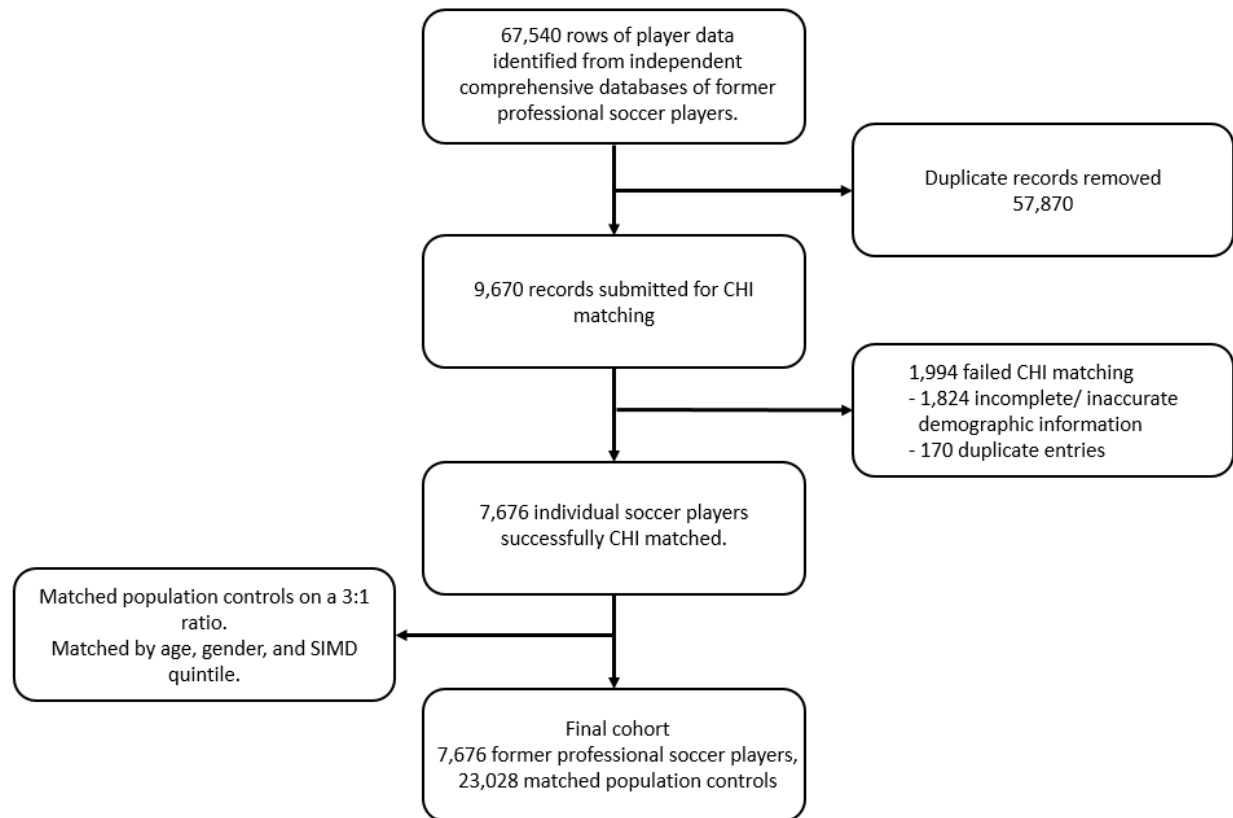 67,540 rows of player data
identified from independent
comprehensive databases of former
professional soccer players.
Duplicate records removed
57,870
9,670 records submitted for CHI
matching
1,994 failed CHI matching
- 1,824 incomplete/ inaccurate
demographic information
- 170 duplicate entries
7,676 individual soccer players
successfully CHI matched.
Matched population controls on a 3:1
ratio.
Matched by age, gender, and SIMD
quintile.
Final cohort
7,676 former professional soccer players,
23,028 matched population controls